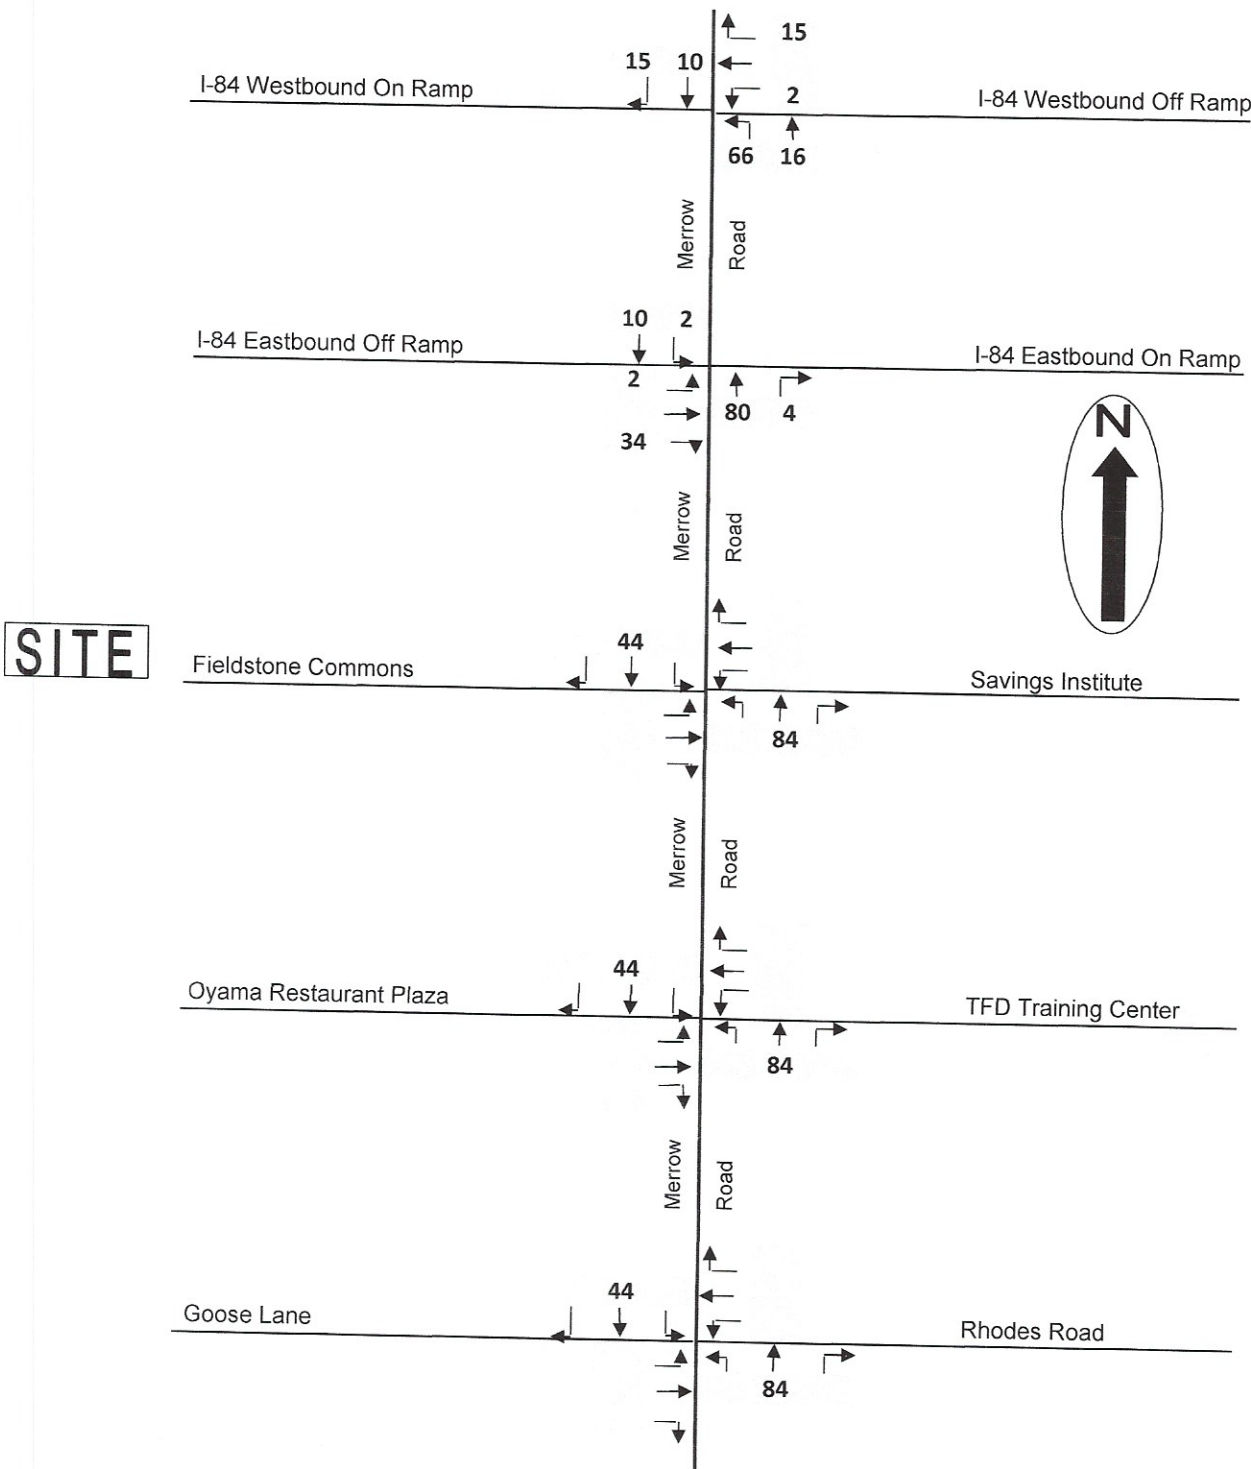 15
15 10
I-84 Westbound On Ramp
2
I-84 Westbound Off Ramp
66 16
Merrow Road
10 2
I-84 Eastbound Off Ramp
I-84 Eastbound On Ramp
2
80 4
N
34
Merrow Road
SITE
44
Fieldstone Commons
Savings Institute
84
Merrow Road
44
Oyama Restaurant Plaza
TFD Training Center
84
Merrow Road
44
Goose Lane
Rhodes Road
84